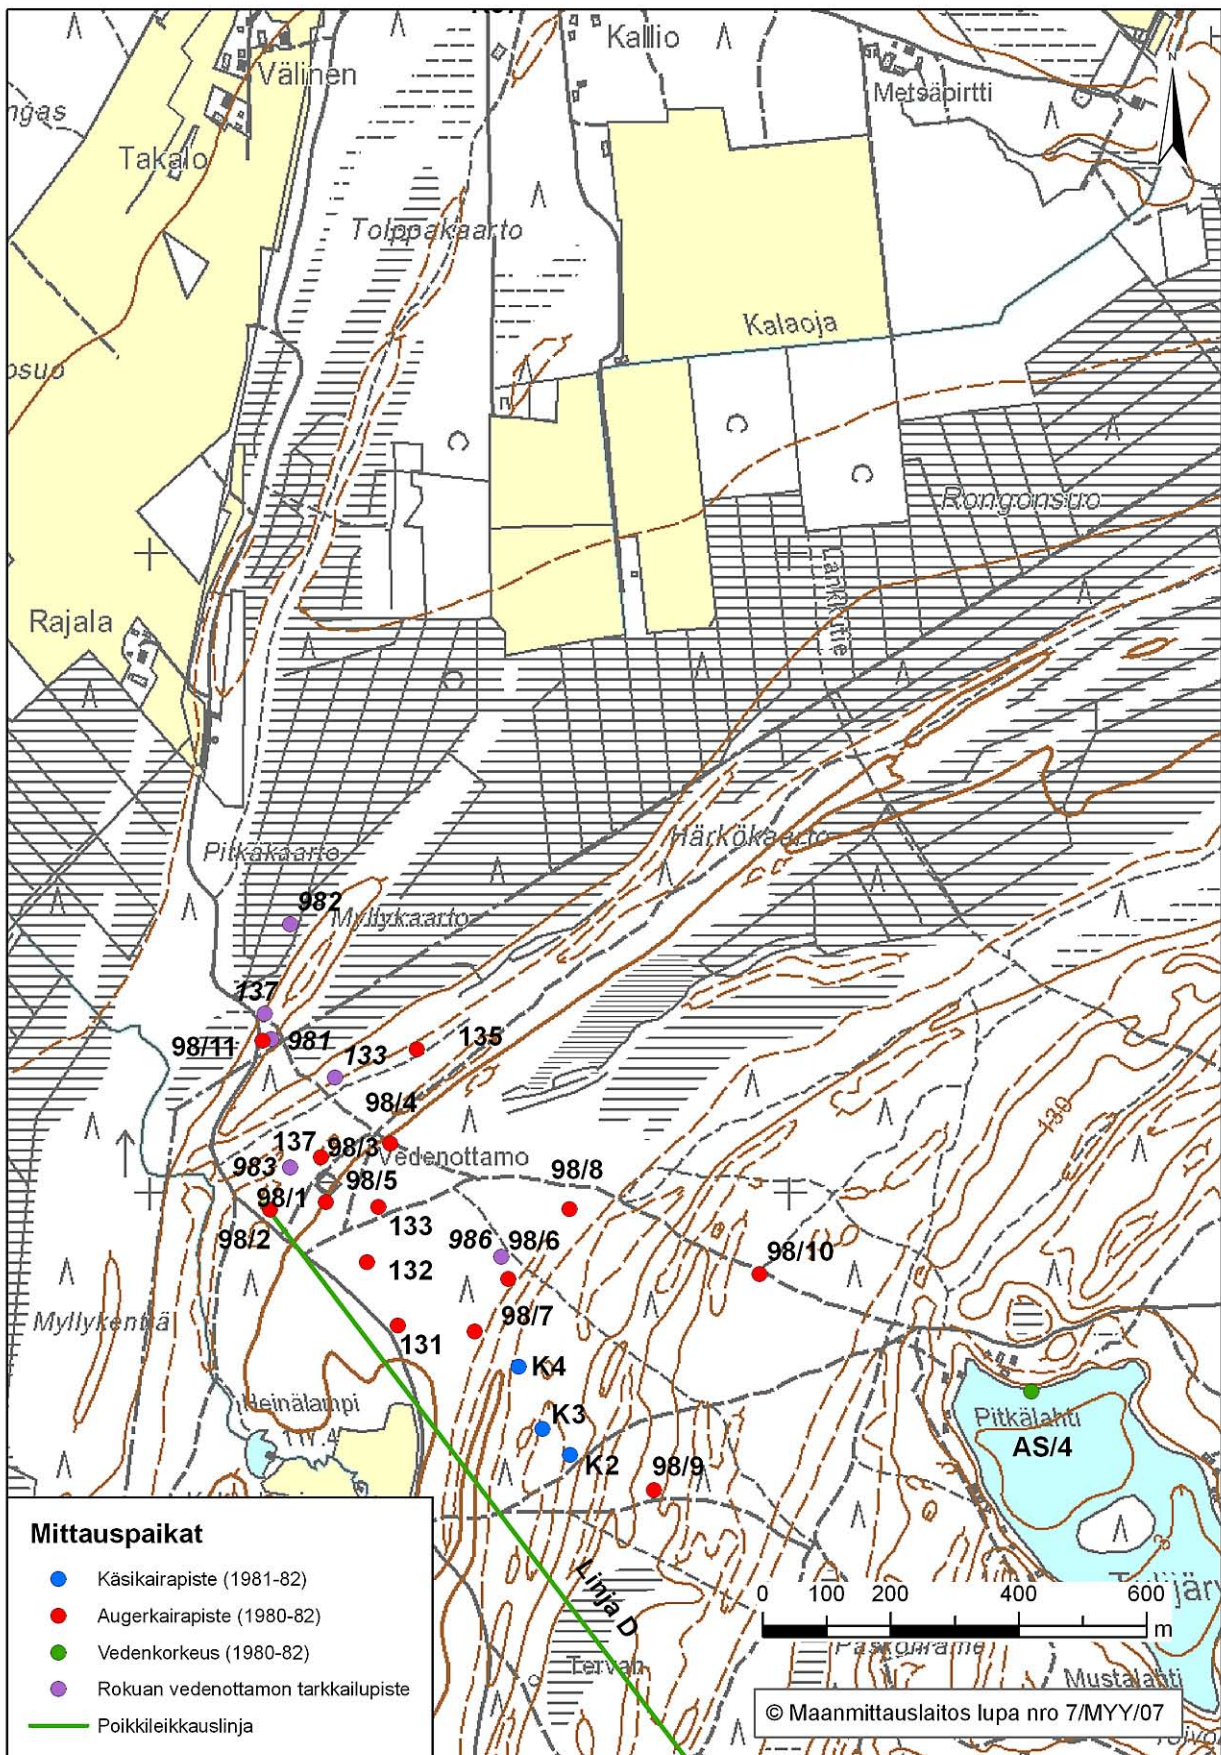 Kallio
Välinen
Metsäpirtti
N
Takalo
Tolppakaarto
Kalaoja
Rongonsuo
Rajala
Pitkäkaarto
Härkökaarto
982
Myllykaarto
137
98/11
981
135
133
98/4
130
137
98/3
Vedenottamo
983
98/5
98/8
98/1
133
98/2
986
98/6
98/10
132
Myllykenttä
98/7
131
K4
Heinälampi
Pitkälahti
K3
AS/4
K2
98/9
Linja D
Tervan
Mustalahti
Mittauspaikat
Käsikairapiste (1981-82)
Augerkairapiste (1980-82)
Vedenkorkeus (1980-82)
Rokuan vedenottamon tarkkailupiste
Poikkileikkauslinja
0 100 200 400 600
m
© Maanmittauslaitos lupa nro 7/MYY/07